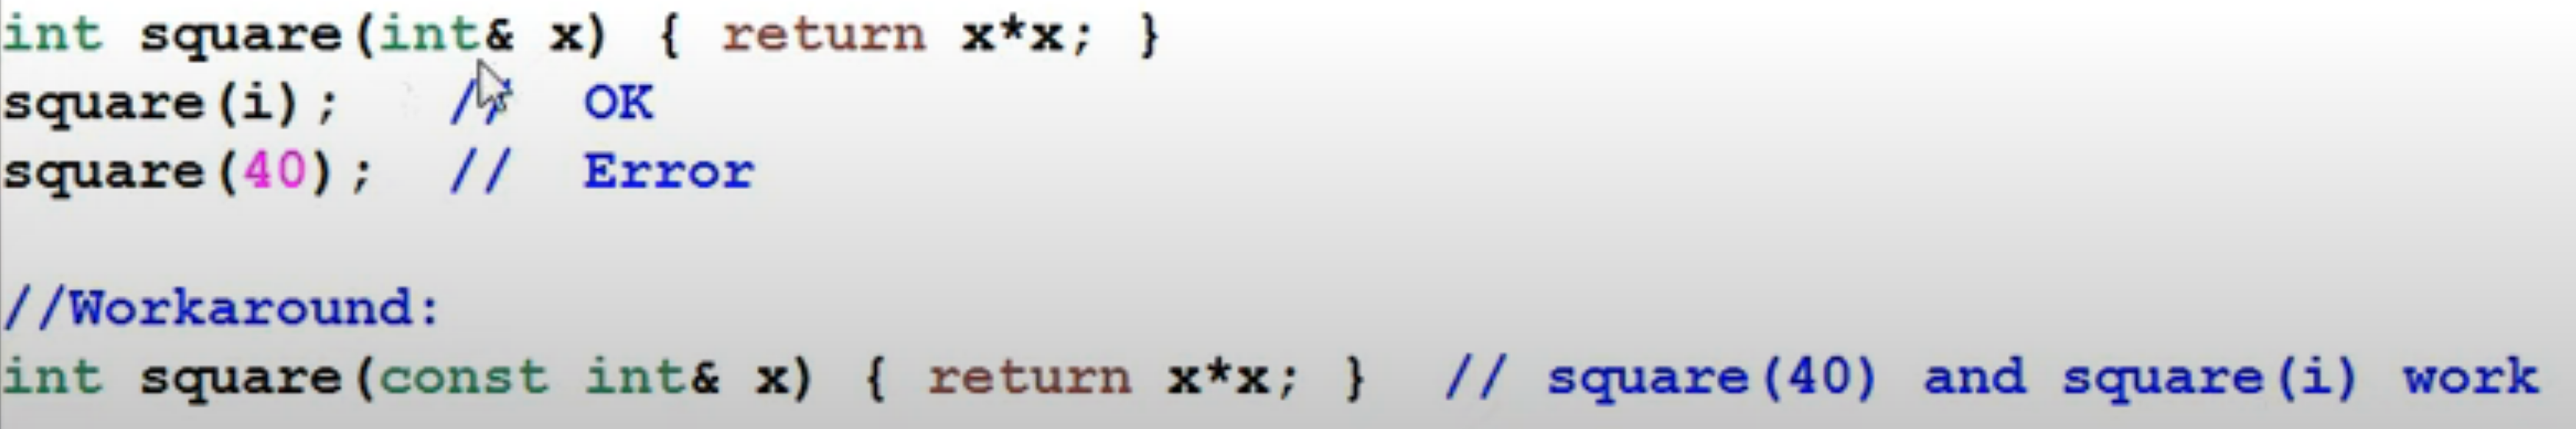 int square(int& x) { return x*x; }
square(i);   //  OK
square(40);  //  Error
//Workaround:
int square(const int& x) { return x*x; }  // square(40) and square(i) work